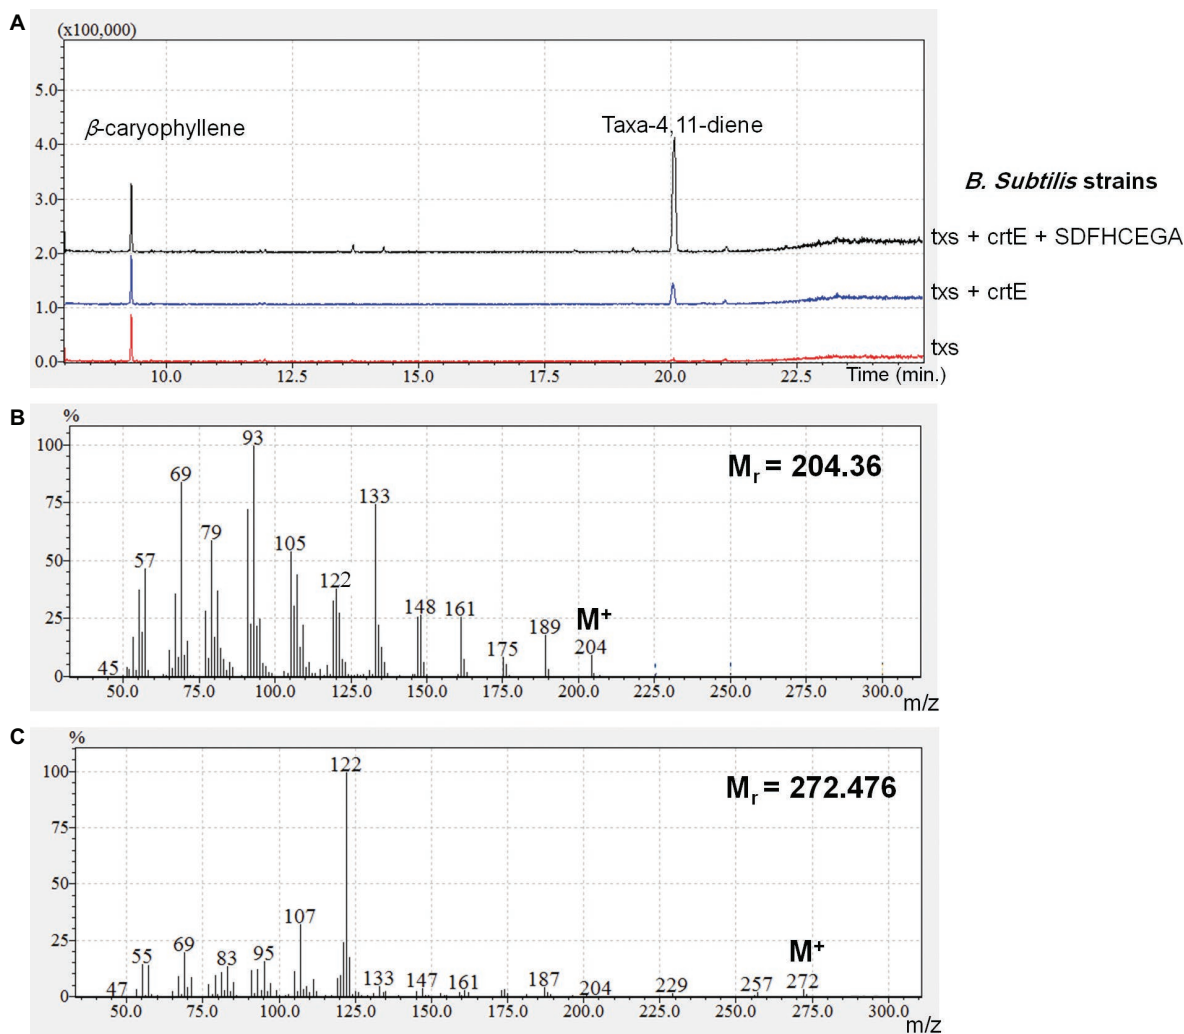 A
(x100,000)
5.0
β-caryophyllene
Taxa-4,11-diene
4.0
B. Subtilis strains
3.0
txs + crtE + SDFHCEGA
2.0
txs + crtE
1.0
txs
0.0
10.0 12.5 15.0 17.5 20.0 22.5 Time (min.)
B
%
100
93
Mr = 204.36
69
133
75
79
57
105
50
122
148 161
M+
25
189
175
204
45
0
50.0 75.0 100.0 125.0 150.0 175.0 200.0 225.0 250.0 275.0 300.0
m/z
C
%
122
100
Mr = 272.476
75
50
107
M+
25
55 69 83 95
133 147 161 187 204 229 257 272
47
0
50.0 75.0 100.0 125.0 150.0 175.0 200.0 225.0 250.0 275.0 300.0
m/z